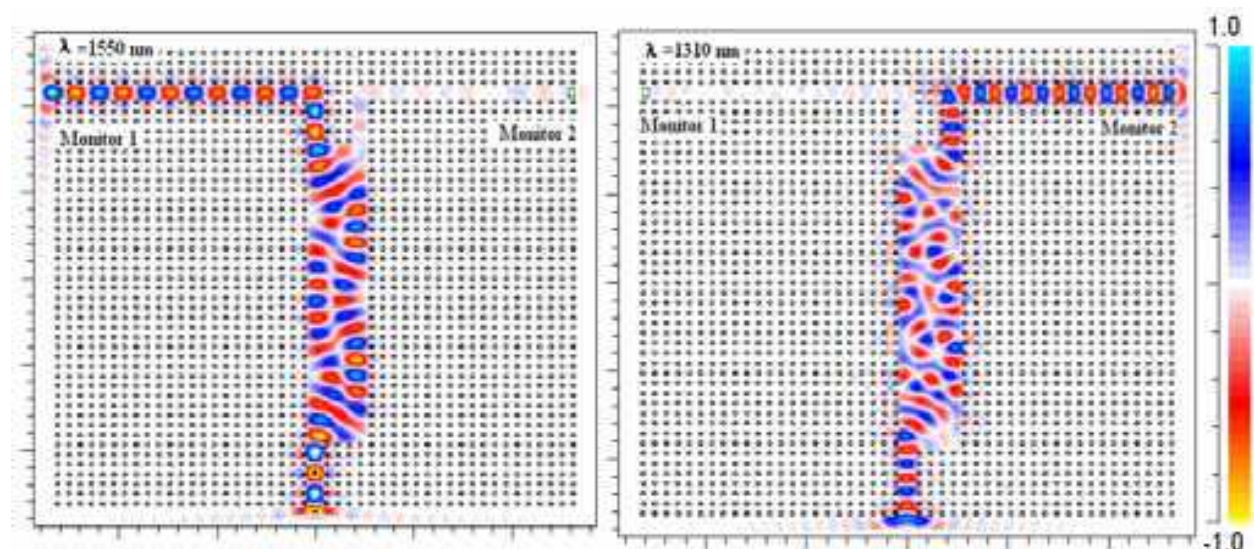 λ =1550 nm
Monitor 1
Monitor 2
λ =1310 nm
Monitor 1
Monitor 2
1.0
-1.0